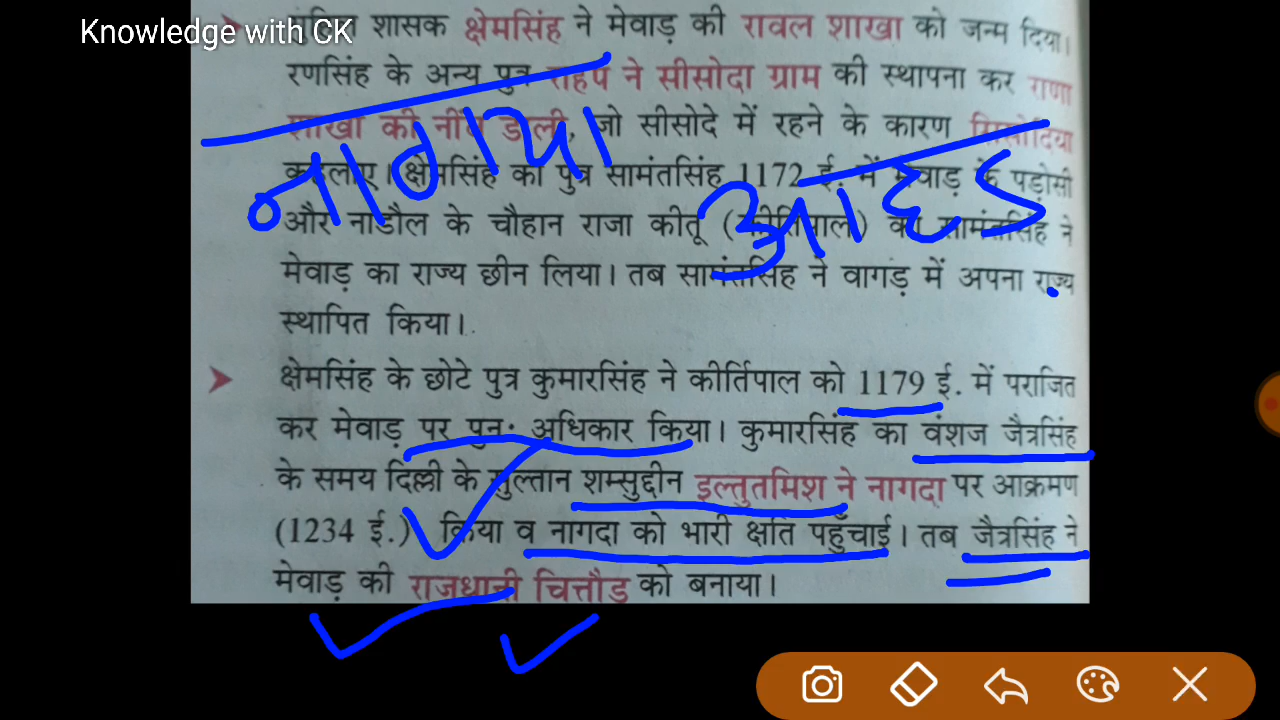 Knowledge with CK
शासक क्षेमसिंह ने मेवाड़ की रावल शाखा को जन्म दिया।
रणसिंह के अन्य पुत्र राहप ने सीसोदा ग्राम की स्थापना कर राणा
शाखा की नींव डाली, जो सीसोदे में रहने के कारण सिसोदिया
कहलाए। क्षेमसिंह का पुत्र सामंतसिंह 1172 ई. में मेवाड़ के पड़ोसी
नागदा
आहड़
और नाडौल के चौहान राजा कीतू (कीर्तिपाल) का सामंतसिंह ने
मेवाड़ का राज्य छीन लिया। तब सामंतसिंह ने वागड़ में अपना राज्य
स्थापित किया।
क्षेमसिंह के छोटे पुत्र कुमारसिंह ने कीर्तिपाल को 1179 ई. में पराजित
कर मेवाड़ पर पुनः अधिकार किया। कुमारसिंह का वंशज जैत्रसिंह
के समय दिल्ली के सुल्तान शम्सुद्दीन इल्तुतमिश ने नागदा पर आक्रमण
(1234 ई.) किया व नागदा को भारी क्षति पहुँचाई। तब जैत्रसिंह ने
मेवाड़ की राजधानी चित्तौड़ को बनाया।